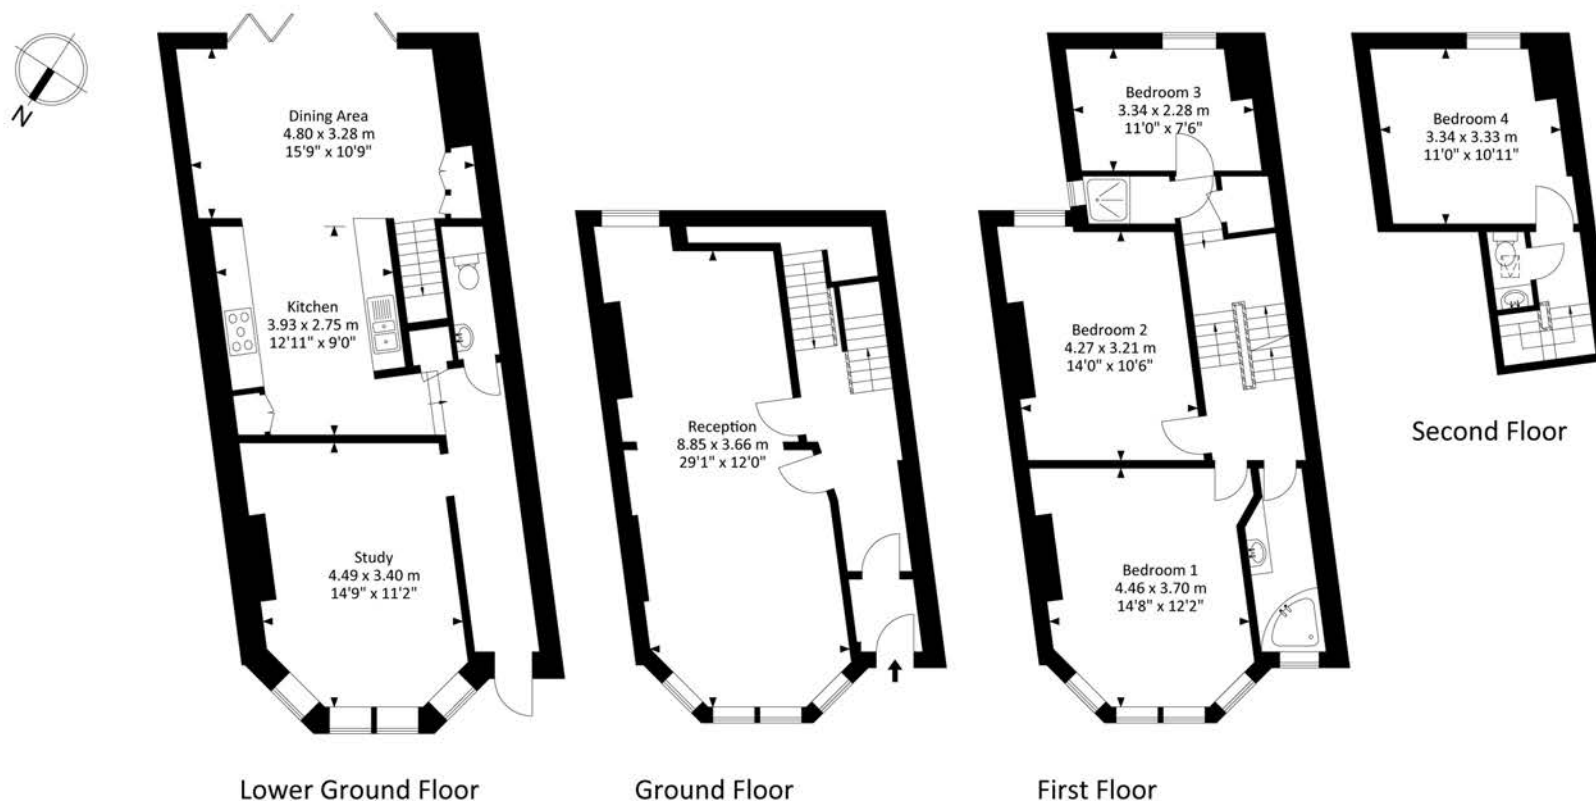 N
Dining Area
4.80 x 3.28 m
15'9" x 10'9"
Kitchen
3.93 x 2.75 m
12'11" x 9'0"
Study
4.49 x 3.40 m
14'9" x 11'2"
Lower Ground Floor
Reception
8.85 x 3.66 m
29'1" x 12'0"
Ground Floor
Bedroom 3
3.34 x 2.28 m
11'0" x 7'6"
Bedroom 2
4.27 x 3.21 m
14'0" x 10'6"
Bedroom 1
4.46 x 3.70 m
14'8" x 12'2"
First Floor
Bedroom 4
3.34 x 3.33 m
11'0" x 10'11"
Second Floor